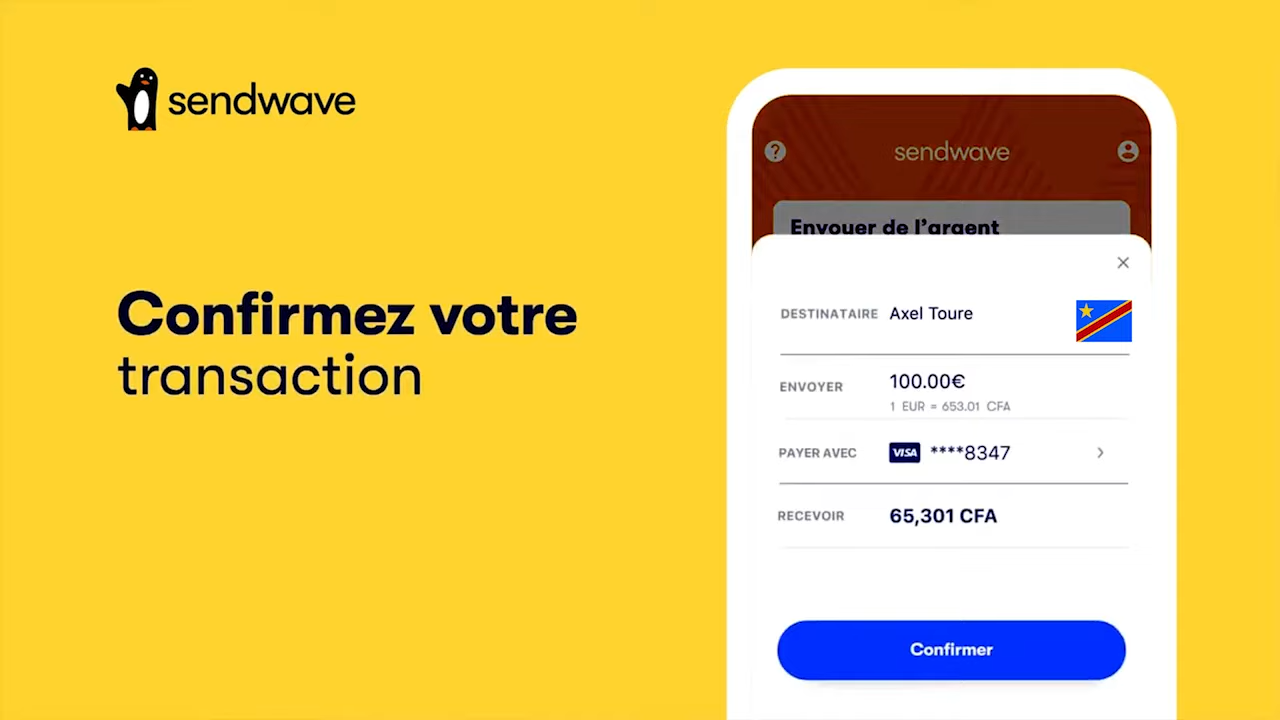 sendwave
Confirmez votre
transaction
?
sendwave
Envoyer de l'argent
DESTINATAIRE Axel Toure
ENVOYER 100.00€
1 EUR = 653.01 CFA
PAYER AVEC VISA ****8347
RECEVOIR 65,301 CFA
Confirmer